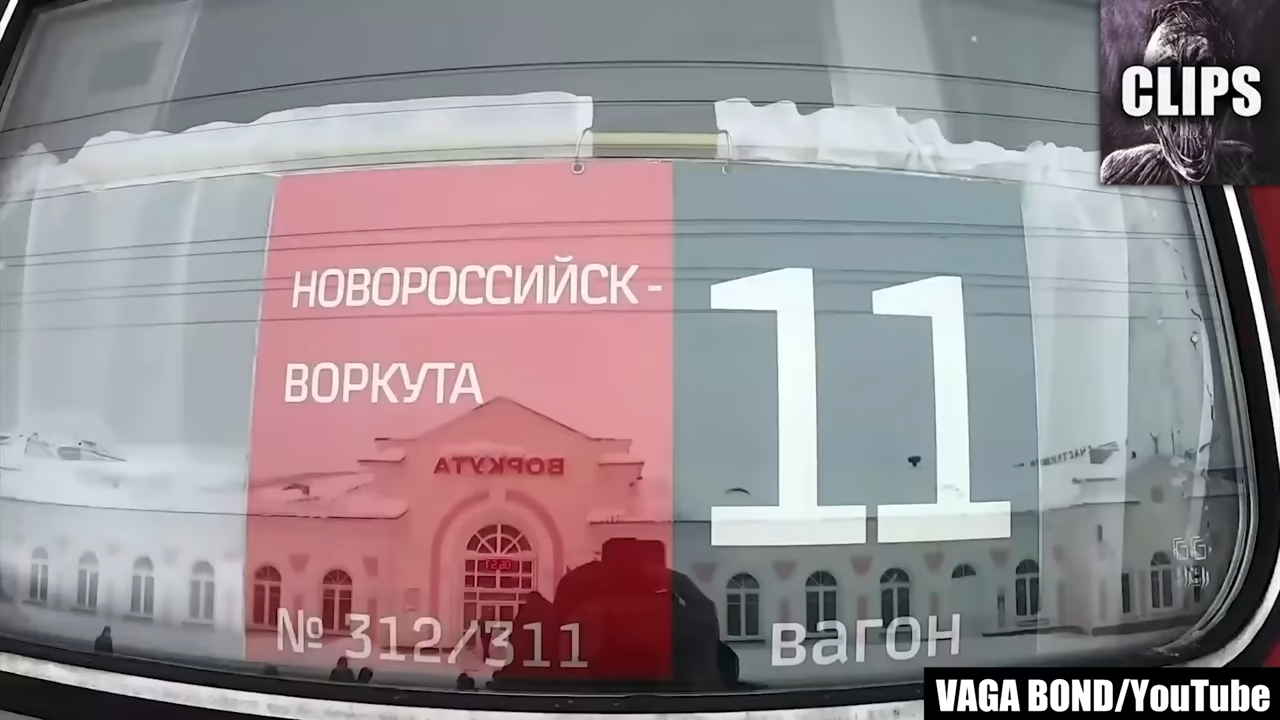 CLIPS
НОВОРОССИЙСК -
ВОРКУТА
11
ВОРКУТА
№ 312/311
вагон
VAGA BOND/YouTube